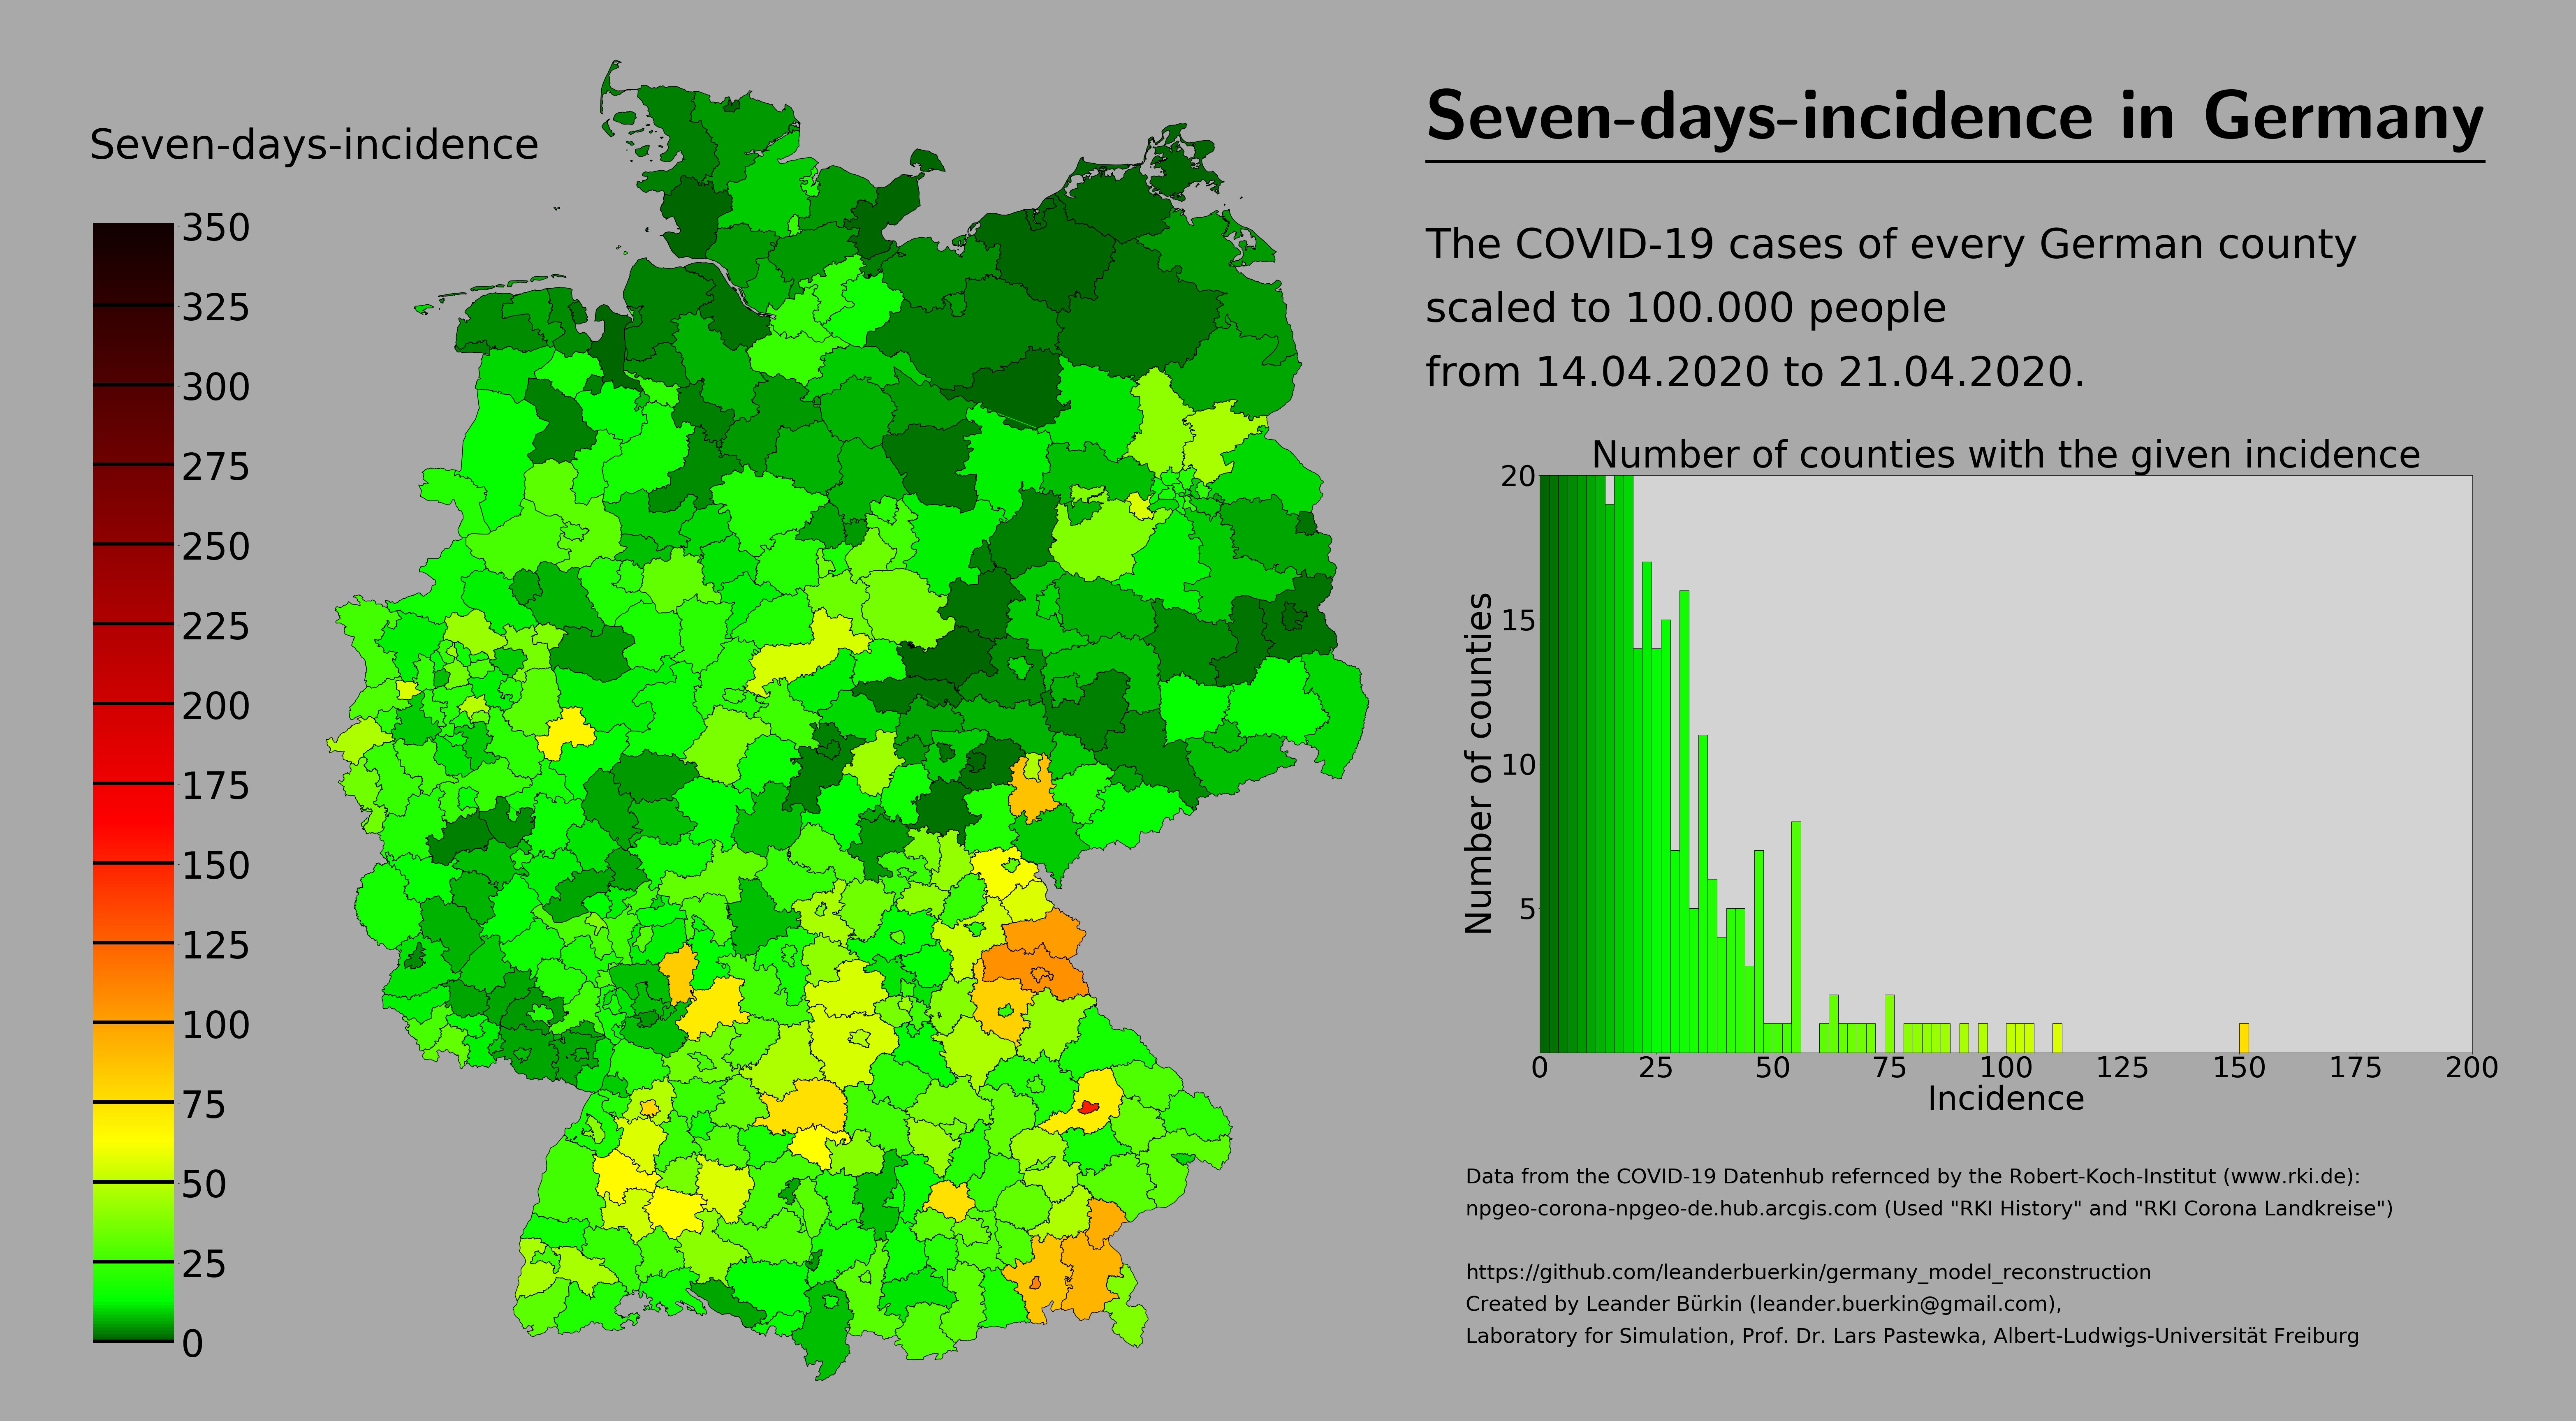 Seven-days-incidence in Germany
Seven-days-incidence
350
325
300
275
250
225
200
175
150
125
100
75
50
25
0
The COVID-19 cases of every German county
scaled to 100.000 people
from 14.04.2020 to 21.04.2020.
Number of counties with the given incidence
20
15
10
5
Number of counties
0 25 50 75 100 125 150 175 200
Incidence
Data from the COVID-19 Datenhub refernced by the Robert-Koch-Institut (www.rki.de):
npgeo-corona-npgeo-de.hub.arcgis.com (Used "RKI History" and "RKI Corona Landkreise")
https://github.com/leanderbuerkin/germany_model_reconstruction
Created by Leander Bürkin (leander.buerkin@gmail.com),
Laboratory for Simulation, Prof. Dr. Lars Pastewka, Albert-Ludwigs-Universität Freiburg